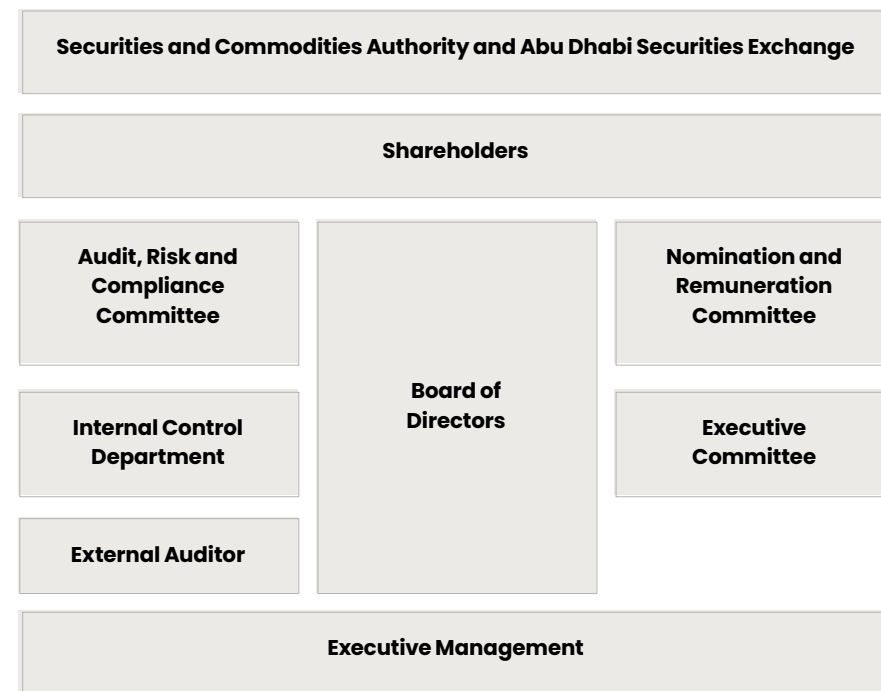 Securities and Commodities Authority and Abu Dhabi Securities Exchange
Shareholders
Audit, Risk and
Compliance
Committee
Internal Control
Department
External Auditor
Board of
Directors
Nomination and
Remuneration
Committee
Executive
Committee
Executive Management